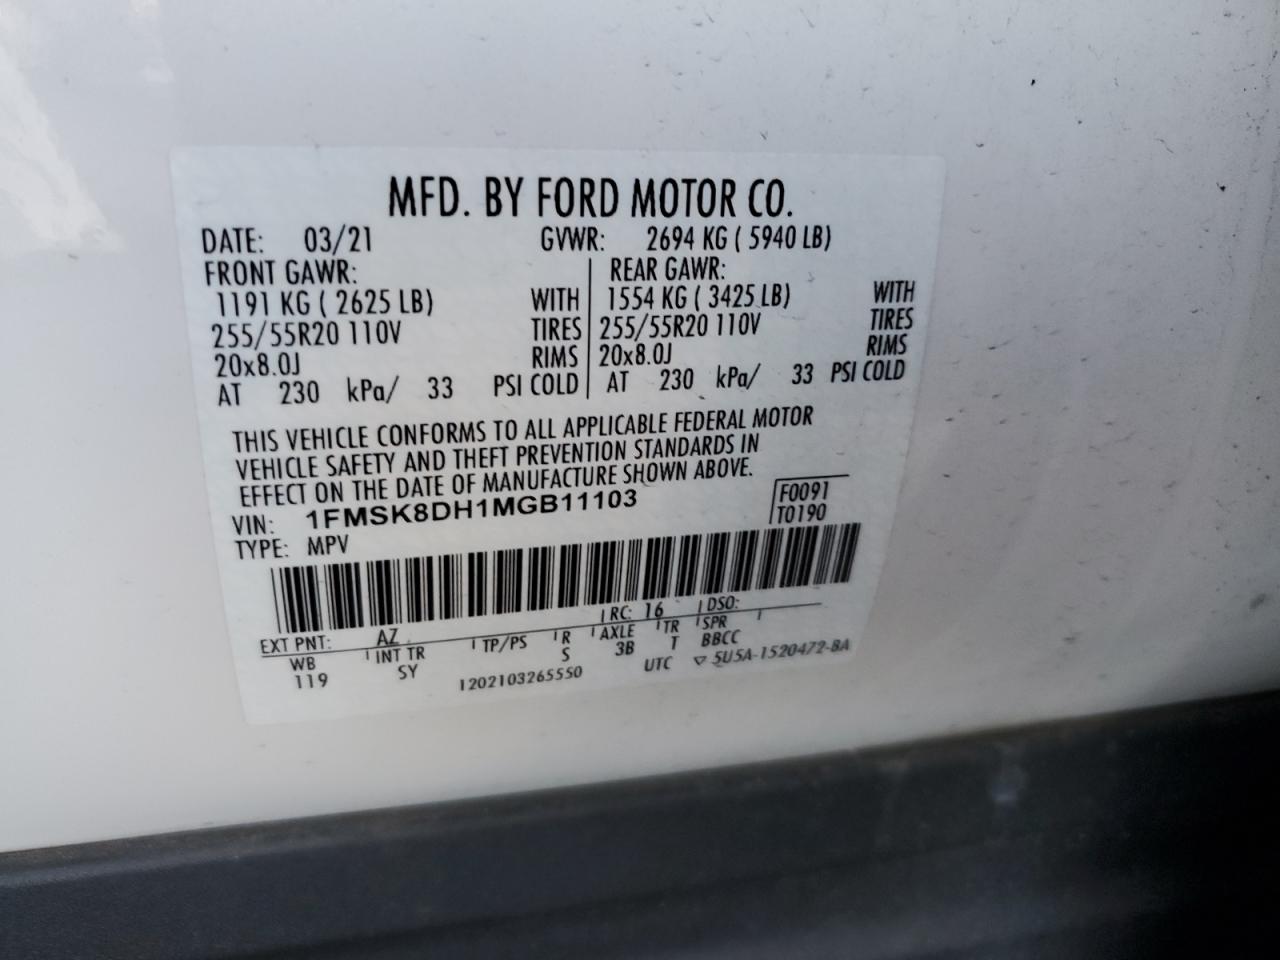 MFD. BY FORD MOTOR CO.
DATE: 03/21 GVWR: 2694 KG ( 5940 LB)
FRONT GAWR: REAR GAWR:
1191 KG ( 2625 LB) WITH 1554 KG ( 3425 LB) WITH
255/55R20 110V TIRES 255/55R20 110V TIRES
20x8.0J RIMS 20x8.0J RIMS
AT 230 kPa/ 33 PSI COLD AT 230 kPa/ 33 PSI COLD
THIS VEHICLE CONFORMS TO ALL APPLICABLE FEDERAL MOTOR
VEHICLE SAFETY AND THEFT PREVENTION STANDARDS IN
EFFECT ON THE DATE OF MANUFACTURE SHOWN ABOVE.
VIN: 1FMSK8DH1MGB11103 F0091
TYPE: MPV T0190
EXT PNT: AZ RC: 16 DSO:
WB INT TR TP/PS R AXLE TR SPR
119 SY S 3B T BBCC
1202103265550 UTC ▽ 5U5A-1520472-BA